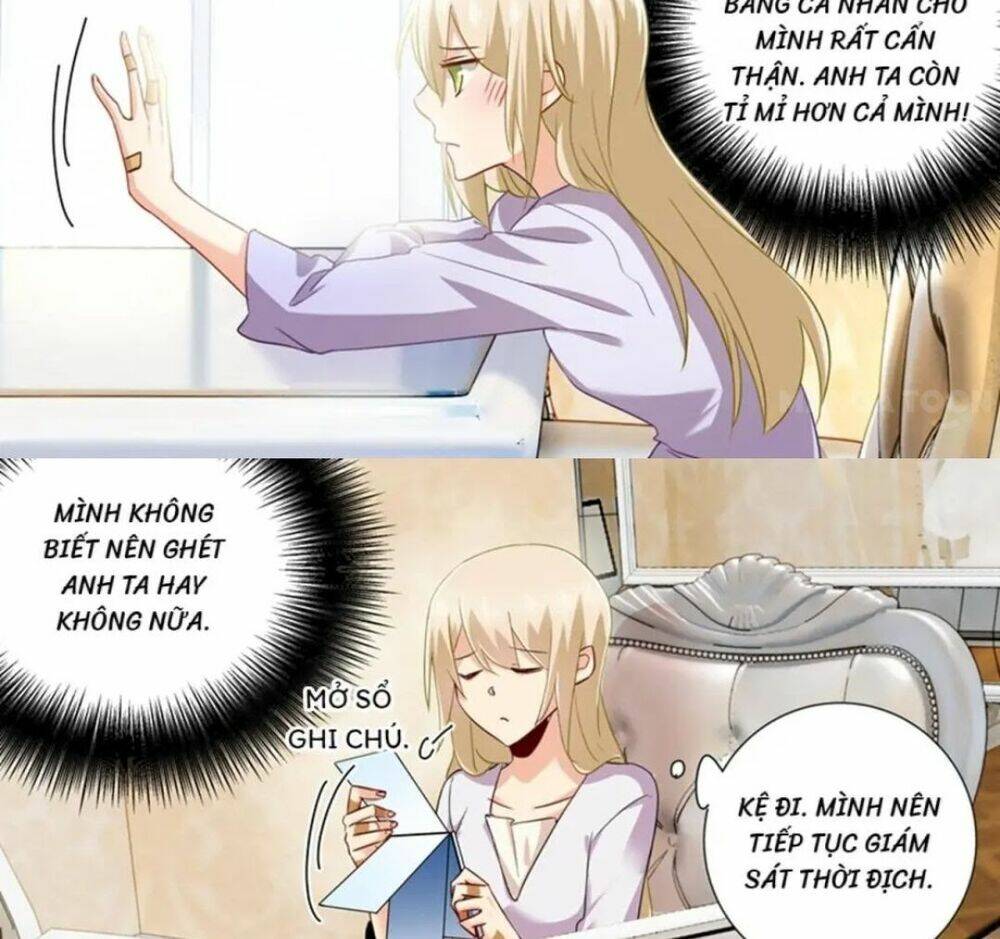 BĂNG CÁ NHÂN CHO
MÌNH RẤT CẨN
THẬN. ANH TA CÒN
TỈ MỈ HƠN CẢ MÌNH!
MÌNH KHÔNG
BIẾT NÊN GHÉT
ANH TA HAY
KHÔNG NỮA.
MỞ SỔ
GHI CHÚ.
KỆ ĐI. MÌNH NÊN
TIẾP TỤC GIÁM
SÁT THỜI DỊCH.